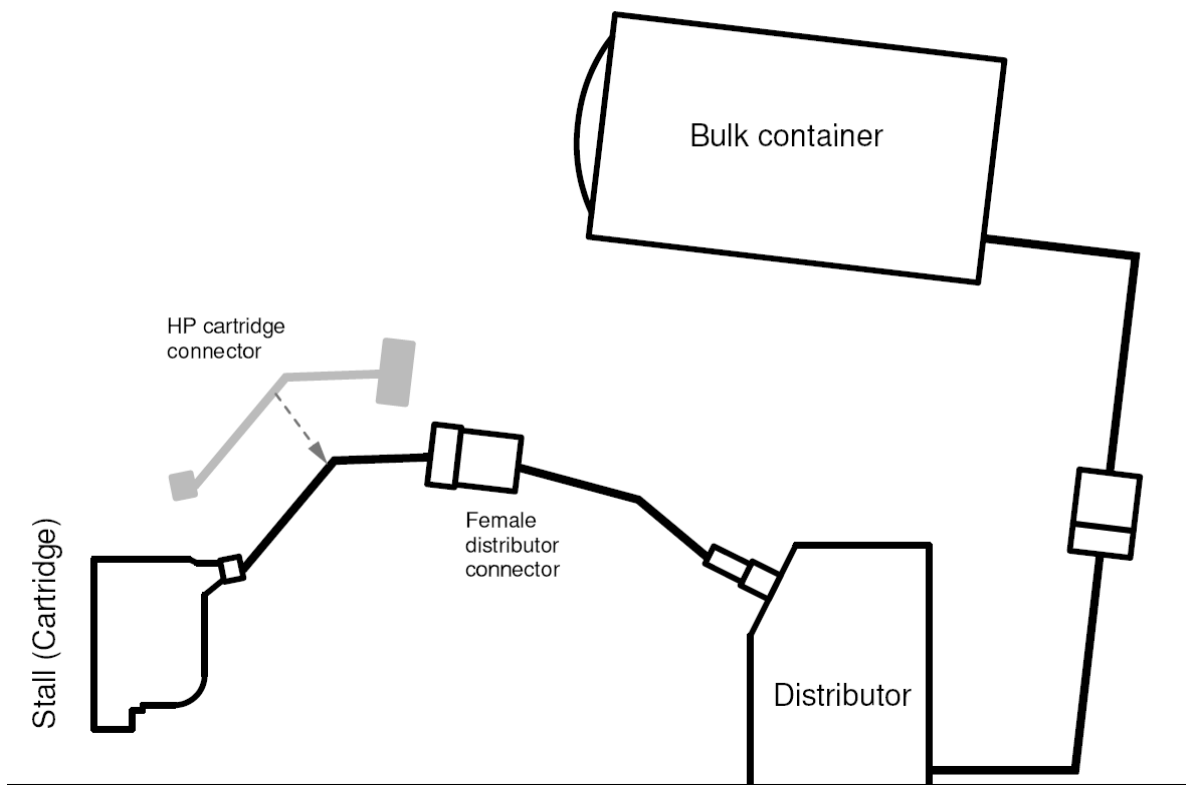 Bulk container
HP cartridge
connector
Female
distributor
connector
Stall (Cartridge)
Distributor